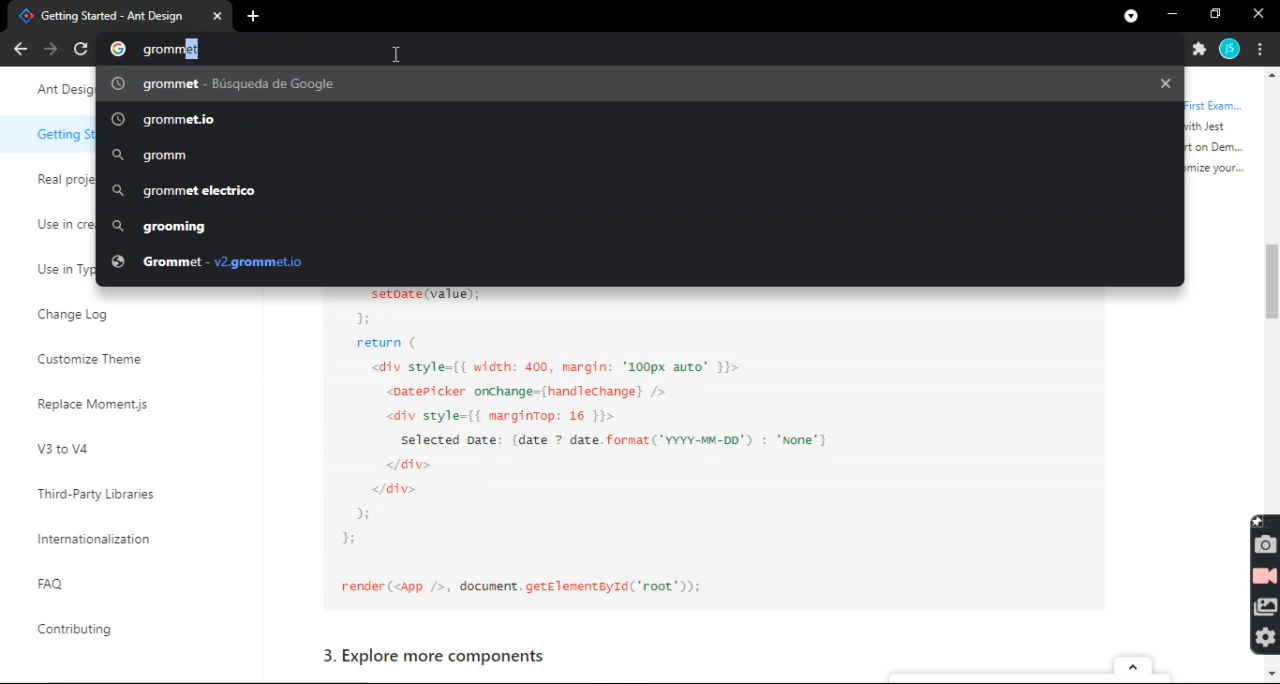 Getting Started - Ant Design
JS
grommet
grommet - Búsqueda de Google
grommet.io
gromm
grommet electrico
grooming
Grommet - v2.grommet.io
Ant Desig
Getting St
Real proje
Use in cre
Use in Typ
Change Log
Customize Theme
Replace Moment.js
V3 to V4
Third-Party Libraries
Internationalization
FAQ
Contributing
First Exam...
with Jest
rt on Dem...
omize your...
setDate(value);
};
return (
<div style={{ width: 400, margin: '100px auto' }}>
<DatePicker onChange={handleChange} />
<div style={{ marginTop: 16 }}>
Selected Date: {date ? date.format('YYYY-MM-DD') : 'None'}
</div>
</div>
);
};
render(<App />, document.getElementById('root'));
3. Explore more components